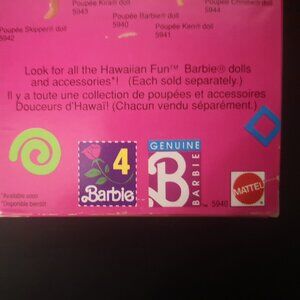 Poupée Kira® doll
5943
Poupée Christie® doll
5944
Poupée Skipper® doll
5942
Poupée Barbie® doll
5940
Poupée Ken® doll
5941
Look for all the Hawaiian Fun™ Barbie® dolls
and accessories*! (Each sold separately.)
Il y a toute une collection de poupées et accessoires
Douceurs d'Hawaï! (Chacun vendu séparément.)
*Available soon
*Disponible bientôt
4
Barbie
GENUINE
B
BARBIE
™
5940
MATTEL